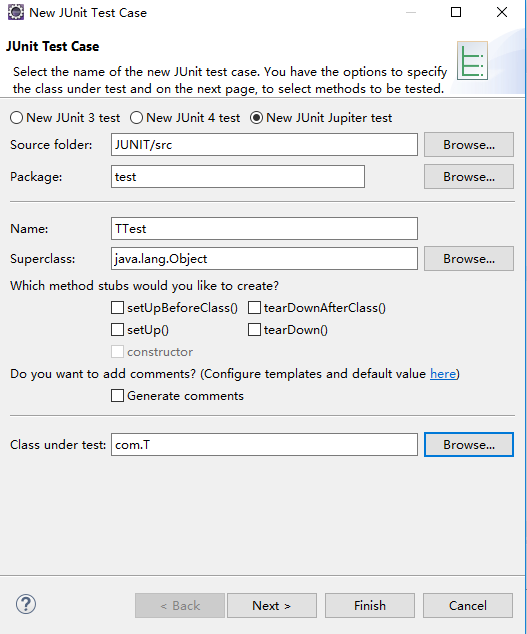 New JUnit Test Case
JUnit Test Case
Select the name of the new JUnit test case. You have the options to specify
the class under test and on the next page, to select methods to be tested.
New JUnit 3 test New JUnit 4 test New JUnit Jupiter test
Source folder: JUNIT/src Browse...
Package: test Browse...
Name: TTest
Superclass: java.lang.Object Browse...
Which method stubs would you like to create?
setUpBeforeClass() tearDownAfterClass()
setUp() tearDown()
constructor
Do you want to add comments? (Configure templates and default value here)
Generate comments
Class under test: com.T Browse...
? < Back Next > Finish Cancel